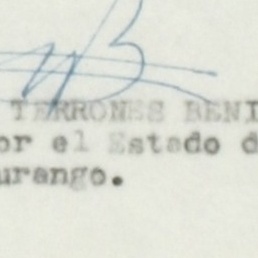 TERRONES BENI
or el Estado d
urango.